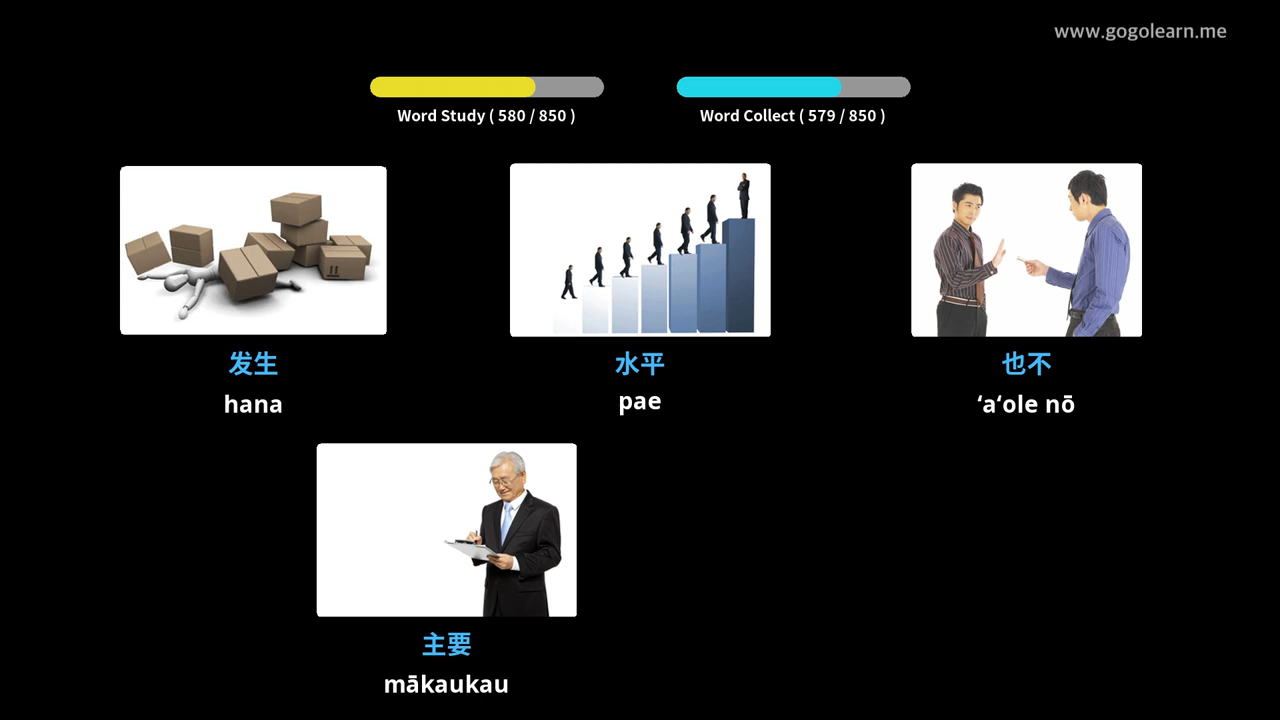 www.gogolearn.me
Word Study ( 580 / 850 )
Word Collect ( 579 / 850 )
发生
hana
水平
pae
也不
ʻaʻole nō
主要
mākaukau